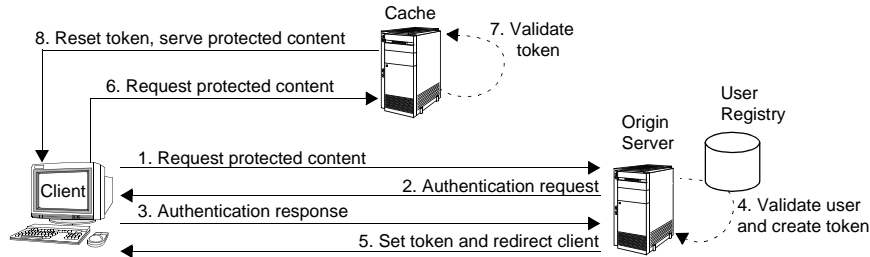 Cache
8. Reset token, serve protected content
7. Validate
token
6. Request protected content
User
Registry
Origin
Server
1. Request protected content
2. Authentication request
Client
3. Authentication response
4. Validate user
and create token
5. Set token and redirect client